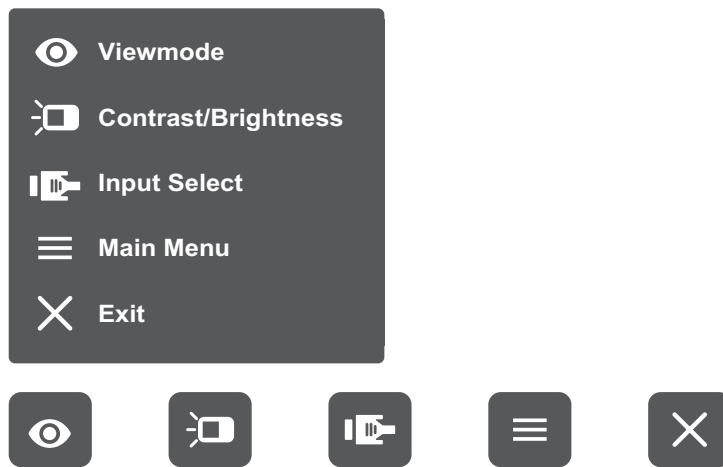 Viewmode
Contrast/Brightness
Input Select
Main Menu
Exit